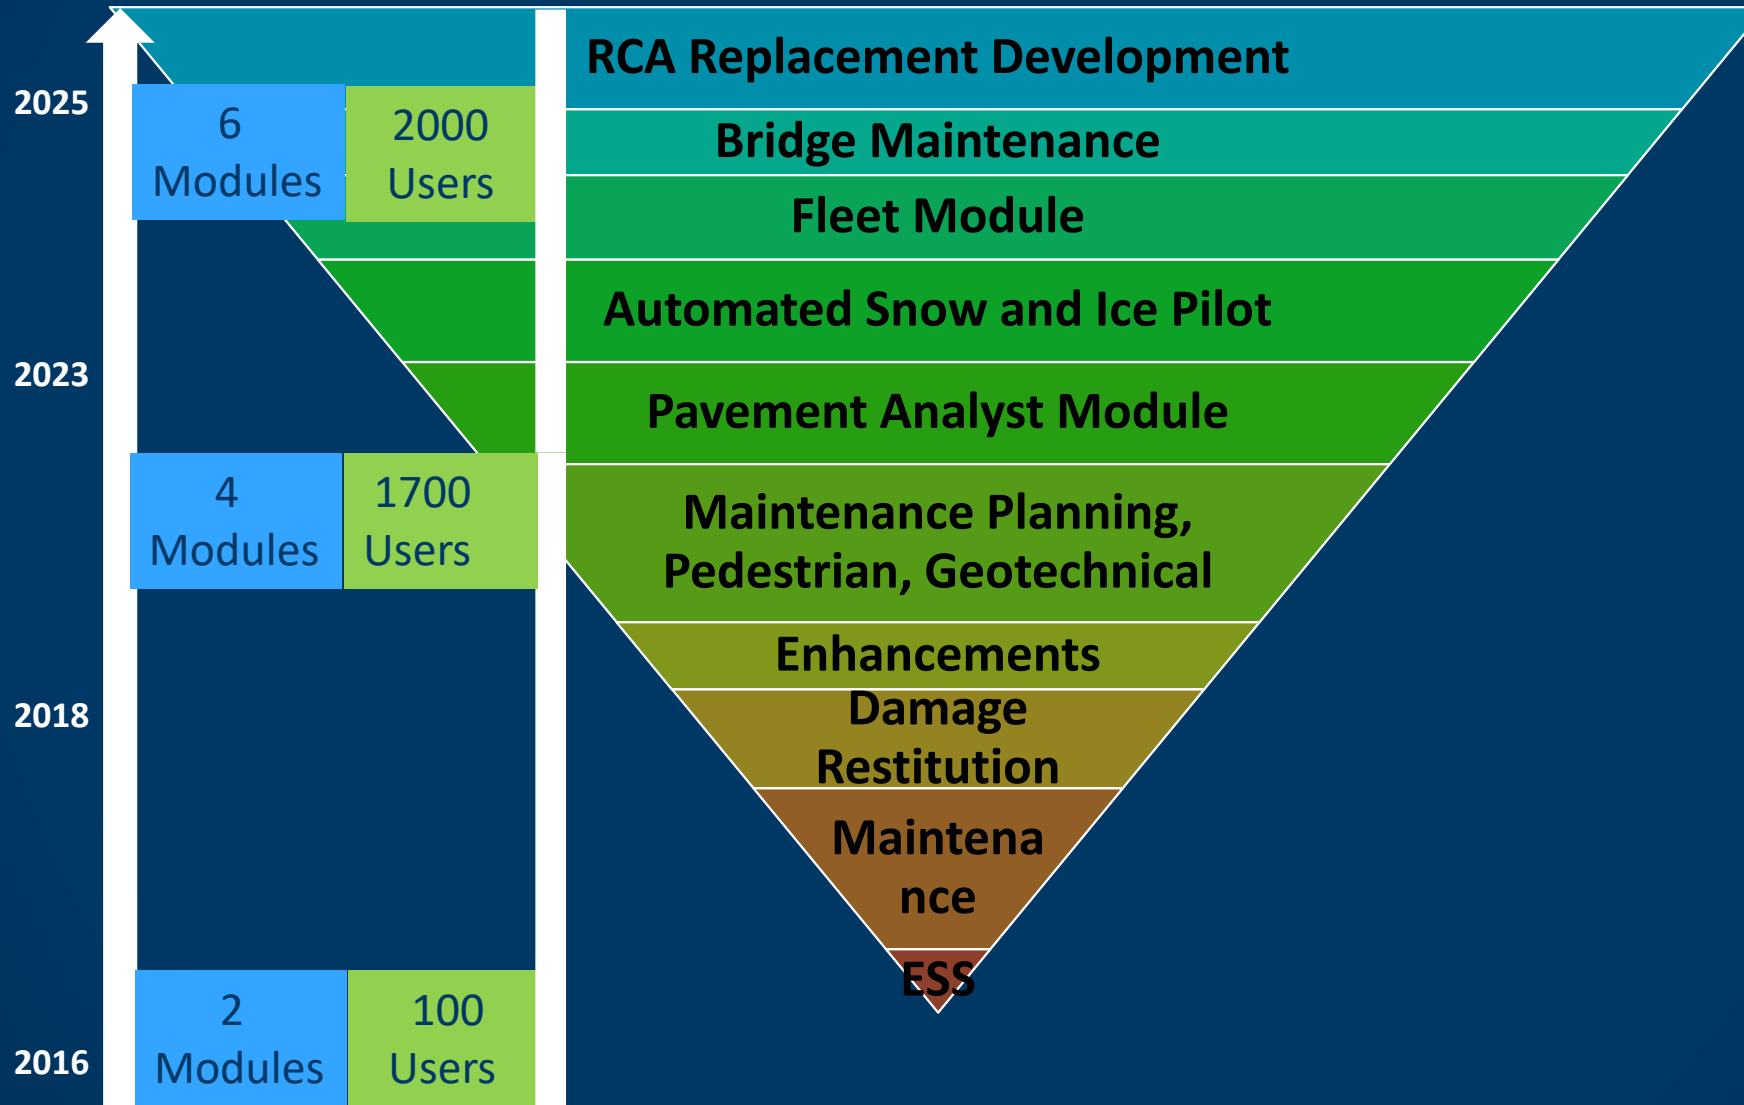 RCA Replacement Development
2025
6
Modules
2000
Users
Bridge Maintenance
Fleet Module
Automated Snow and Ice Pilot
2023
Pavement Analyst Module
4
Modules
1700
Users
Maintenance Planning,
Pedestrian, Geotechnical
Enhancements
2018
Damage
Restitution
Maintena
nce
ESS
2
Modules
100
Users
2016